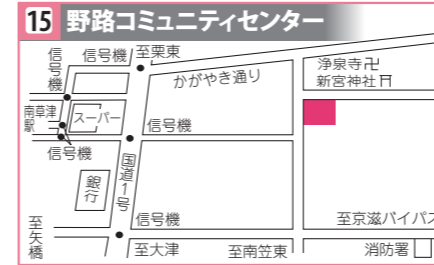 15 野路コミュニティセンター
信号機
信号機
至栗東
かがやき通り
浄泉寺卍
新宮神社⛩
南草津駅
スーパー
信号機
信号機
国道1号
銀行
信号機
至京滋バイパス
至矢橋
至大津
至南笠東
消防署